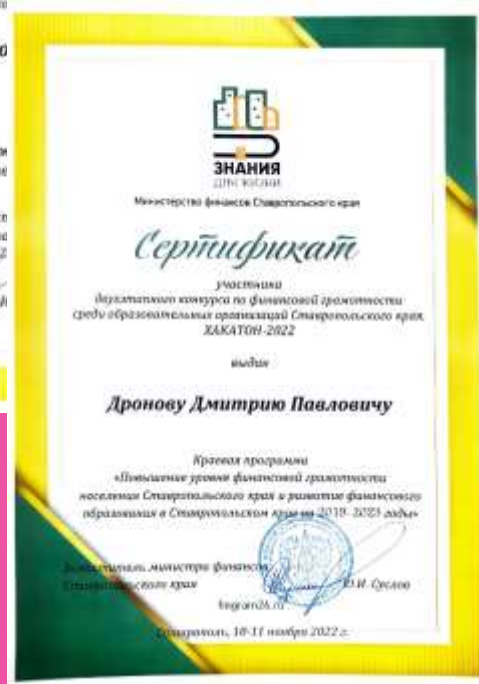 ЗНАНИЯ
ДЛЯ ЖИЗНИ
Министерство финансов Ставропольского края
Сертификат
участника
двухэтапного конкурса по финансовой грамотности
среди образовательных организаций Ставропольского края
ХАКАТОН-2022
выдан
Дронову Дмитрию Павловичу
Краевая программа
«Повышение уровня финансовой грамотности
населения Ставропольского края и развитие финансового
образования в Ставропольском крае на 2019-2023 годы»
Заместитель министра финансов
Ставропольского края
О.И. Суслов
fingram26.ru
Ставрополь, 10-11 ноября 2022 г.